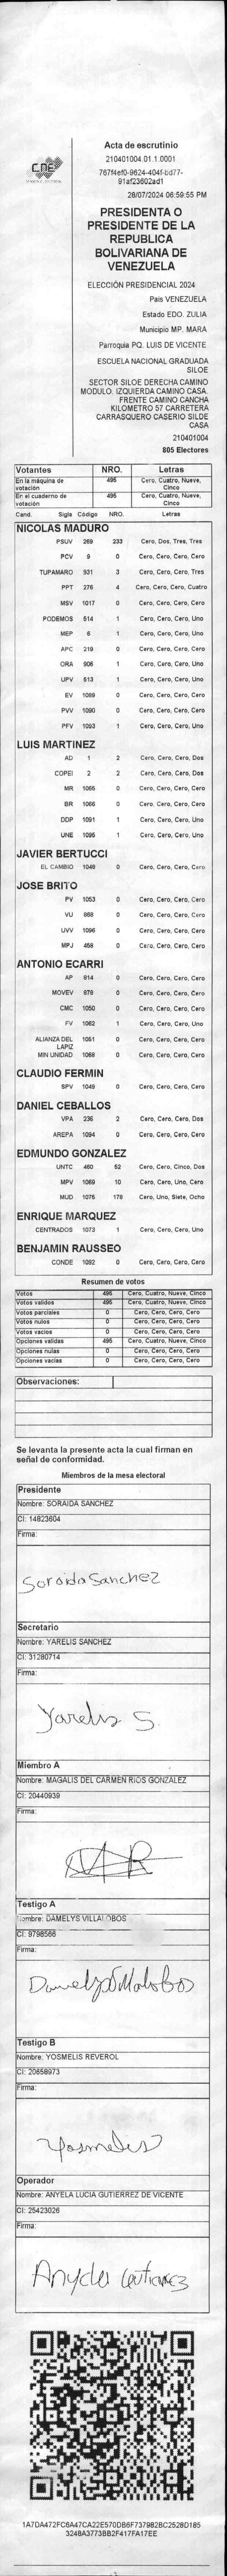 CNE
Acta de escrutinio
210401004.01.1.0001
767f4ef0-9624-404f-bd77-
91af23602ad1
28/07/2024 06:59:55 PM
PRESIDENTA O
PRESIDENTE DE LA
REPUBLICA
BOLIVARIANA DE
VENEZUELA
ELECCIÓN PRESIDENCIAL 2024
Pais VENEZUELA
Estado EDO. ZULIA
Municipio MP. MARA
Parroquia PQ. LUIS DE VICENTE
ESCUELA NACIONAL GRADUADA
SILOE
SECTOR SILOE DERECHA CAMINO
MODULO. IZQUIERDA CAMINO CASA.
FRENTE CAMINO CANCHA
KILOMETRO 57 CARRETERA
CARRASQUERO CASERIO SILDE
CASA
210401004
805 Electores
Votantes NRO. Letras
En la máquina de votación 495 Cero, Cuatro, Nueve, Cinco
En el cuaderno de votación 495 Cero, Cuatro, Nueve, Cinco
Cand. Sigla Código NRO. Letras
NICOLAS MADURO
PSUV 269 233 Cero, Dos, Tres, Tres
PCV 9 0 Cero, Cero, Cero, Cero
TUPAMARO 931 3 Cero, Cero, Cero, Tres
PPT 276 4 Cero, Cero, Cero, Cuatro
MSV 1017 0 Cero, Cero, Cero, Cero
PODEMOS 514 1 Cero, Cero, Cero, Uno
MEP 6 1 Cero, Cero, Cero, Uno
APC 219 0 Cero, Cero, Cero, Cero
ORA 906 1 Cero, Cero, Cero, Uno
UPV 513 1 Cero, Cero, Cero, Uno
EV 1089 0 Cero, Cero, Cero, Cero
PVV 1090 0 Cero, Cero, Cero, Cero
PFV 1093 1 Cero, Cero, Cero, Uno
LUIS MARTINEZ
AD 1 2 Cero, Cero, Cero, Dos
COPEI 2 2 Cero, Cero, Cero, Dos
MR 1065 0 Cero, Cero, Cero, Cero
BR 1066 0 Cero, Cero, Cero, Cero
DDP 1091 1 Cero, Cero, Cero, Uno
UNE 1095 1 Cero, Cero, Cero, Uno
JAVIER BERTUCCI
EL CAMBIO 1048 0 Cero, Cero, Cero, Cero
JOSE BRITO
PV 1053 0 Cero, Cero, Cero, Cero
VU 868 0 Cero, Cero, Cero, Cero
UVV 1096 0 Cero, Cero, Cero, Cero
MPJ 458 0 Cero, Cero, Cero, Cero
ANTONIO ECARRI
AP 814 0 Cero, Cero, Cero, Cero
MOVEV 878 0 Cero, Cero, Cero, Cero
CMC 1050 0 Cero, Cero, Cero, Cero
FV 1062 1 Cero, Cero, Cero, Uno
ALIANZA DEL LAPIZ 1051 0 Cero, Cero, Cero, Cero
MIN UNIDAD 1068 0 Cero, Cero, Cero, Cero
CLAUDIO FERMIN
SPV 1049 0 Cero, Cero, Cero, Cero
DANIEL CEBALLOS
VPA 236 2 Cero, Cero, Cero, Dos
AREPA 1094 0 Cero, Cero, Cero, Cero
EDMUNDO GONZALEZ
UNTC 460 52 Cero, Cero, Cinco, Dos
MPV 1069 10 Cero, Cero, Uno, Cero
MUD 1075 178 Cero, Uno, Siete, Ocho
ENRIQUE MARQUEZ
CENTRADOS 1073 1 Cero, Cero, Cero, Uno
BENJAMIN RAUSSEO
CONDE 1092 0 Cero, Cero, Cero, Cero
Resumen de votos
Votos 495 Cero, Cuatro, Nueve, Cinco
Votos validos 495 Cero, Cuatro, Nueve, Cinco
Votos parciales 0 Cero, Cero, Cero, Cero
Votos nulos 0 Cero, Cero, Cero, Cero
Votos vacios 0 Cero, Cero, Cero, Cero
Opciones validas 495 Cero, Cuatro, Nueve, Cinco
Opciones nulas 0 Cero, Cero, Cero, Cero
Opciones vacias 0 Cero, Cero, Cero, Cero
Observaciones:
Se levanta la presente acta la cual firman en
señal de conformidad.
Miembros de la mesa electoral
Presidente
Nombre: SORAIDA SANCHEZ
CI: 14823604
Firma:
Soraida Sanchez
Secretario
Nombre: YARELIS SANCHEZ
CI: 31280714
Firma:
Yarelis S.
Miembro A
Nombre: MAGALIS DEL CARMEN RIOS GONZALEZ
CI: 20440939
Firma:
Testigo A
Nombre: DAMELYS VILLALOBOS
CI: 9798566
Firma:
Damelys Villalobos
Testigo B
Nombre: YOSMELIS REVEROL
CI: 20658973
Firma:
Yosmelis
Operador
Nombre: ANYELA LUCIA GUTIERREZ DE VICENTE
CI: 25423026
Firma:
Anyela Gutierrez
1A7DA472FC6A47CA22E570DB6F737982BC2528D185
3248A3773BB2F417FA17EE